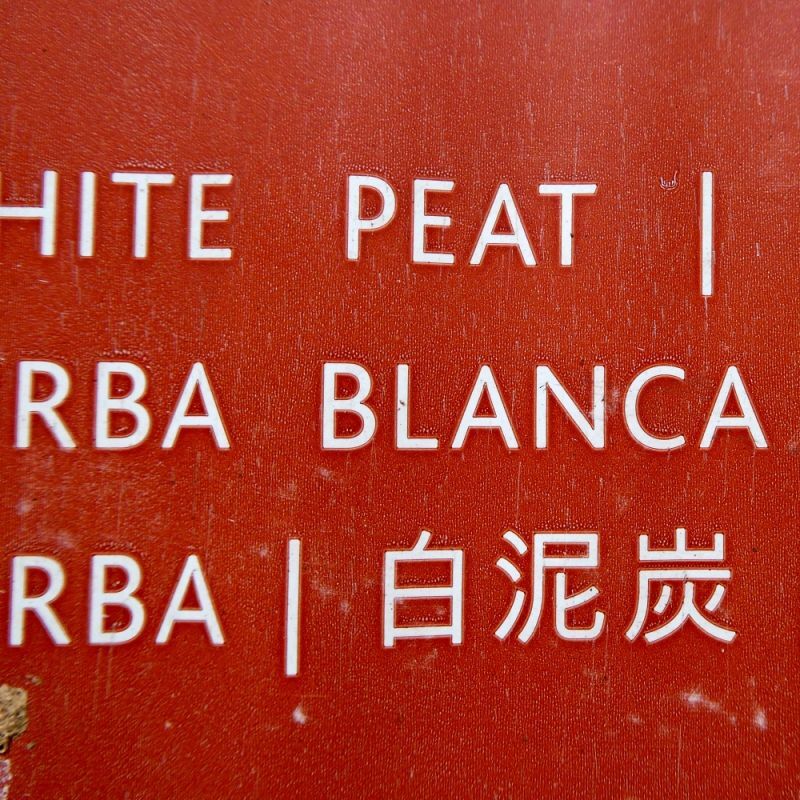 HITE PEAT |
RBA BLANCA
RBA | 白泥炭